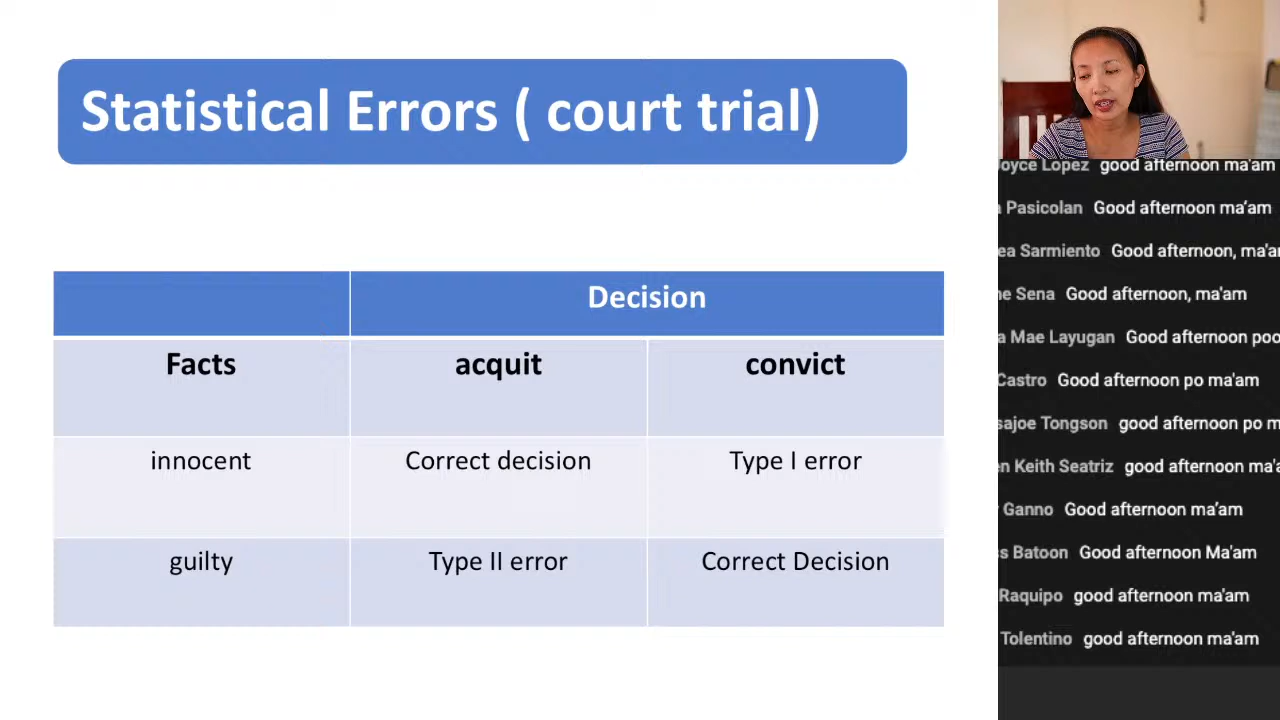 Statistical Errors ( court trial)
Decision
Facts acquit convict
innocent Correct decision Type I error
guilty Type II error Correct Decision
Lopez good afternoon ma'am
Pasicolan Good afternoon ma'am
Sarmiento Good afternoon,
Sena Good afternoon, ma'am
Mae Layugan Good afternoon
Castro Good afternoon po ma'am
Tongson good afternoon po
Keith Seatriz good afternoon
Ganno Good afternoon ma'am
Batoon Good afternoon Ma'am
Raquipo good afternoon ma'am
Tolentino good afternoon ma'am